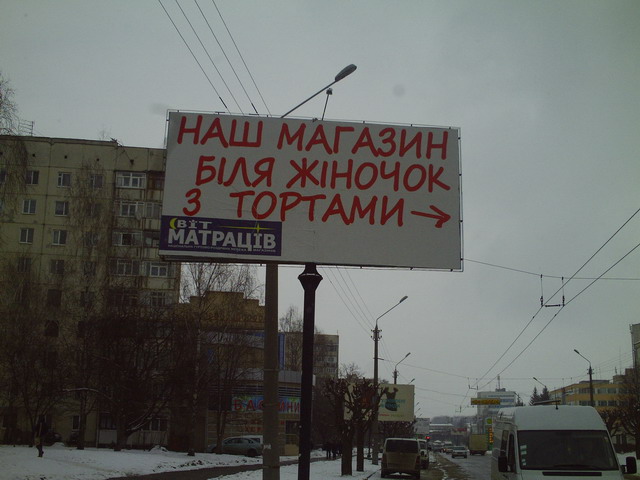 НАШ МАГАЗИН
БІЛЯ ЖІНОЧОК
З ТОРТАМИ →
СВІТ
МАТРАЦІВ